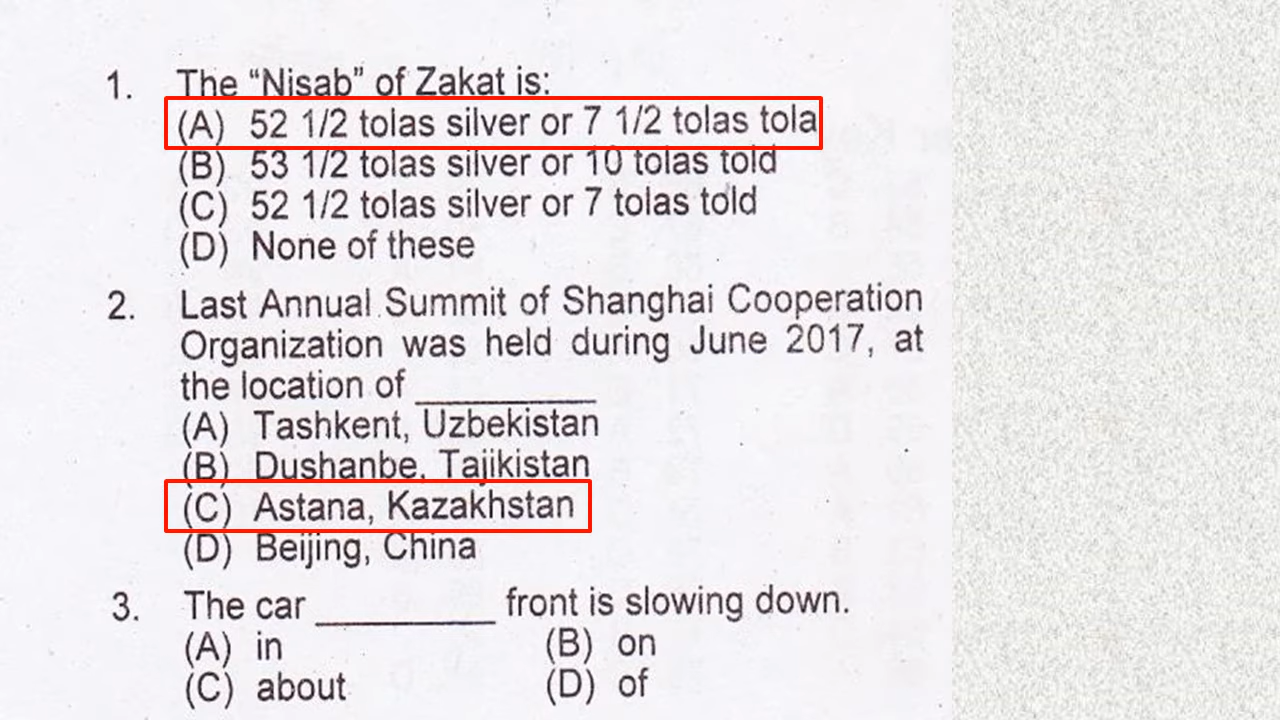 1. The “Nisab” of Zakat is:
(A) 52 1/2 tolas silver or 7 1/2 tolas tola
(B) 53 1/2 tolas silver or 10 tolas told
(C) 52 1/2 tolas silver or 7 tolas told
(D) None of these
2. Last Annual Summit of Shanghai Cooperation
Organization was held during June 2017, at
the location of __________
(A) Tashkent, Uzbekistan
(B) Dushanbe, Tajikistan
(C) Astana, Kazakhstan
(D) Beijing, China
3. The car __________ front is slowing down.
(A) in (B) on
(C) about (D) of